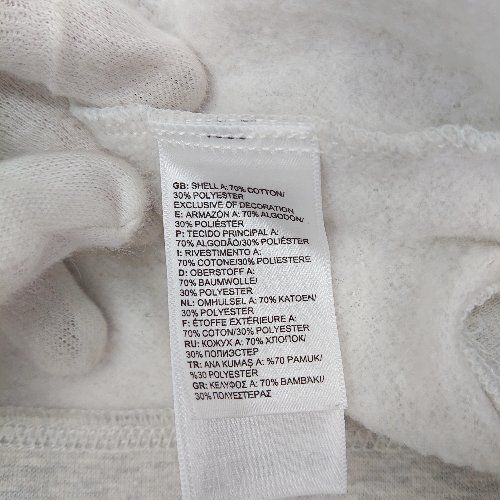 GB: SHELL A: 70% COTTON/
30% POLYESTER
EXCLUSIVE OF DECORATION
E: ARMAZÓN A: 70% ALGODÓN/
30% POLIÉSTER
P: TECIDO PRINCIPAL A:
70% ALGODÃO/30% POLIÉSTER
I: RIVESTIMENTO A:
70% COTONE/30% POLIESTERE
D: OBERSTOFF A:
70% BAUMWOLLE/
30% POLYESTER
NL: OMHULSEL A: 70% KATOEN/
30% POLYESTER
F: ÉTOFFE EXTÉRIEURE A:
70% COTON/30% POLYESTER
RU: КОЖУХ A: 70% ХЛОПОК/
30% ПОЛИЭСТЕР
TR: ANA KUMAŞ A: %70 PAMUK/
%30 POLYESTER
GR: ΚΕΛΥΦΟΣ A: 70% ΒΑΜΒΑΚΙ/
30% ΠΟΛΥΕΣΤΕΡΑΣ